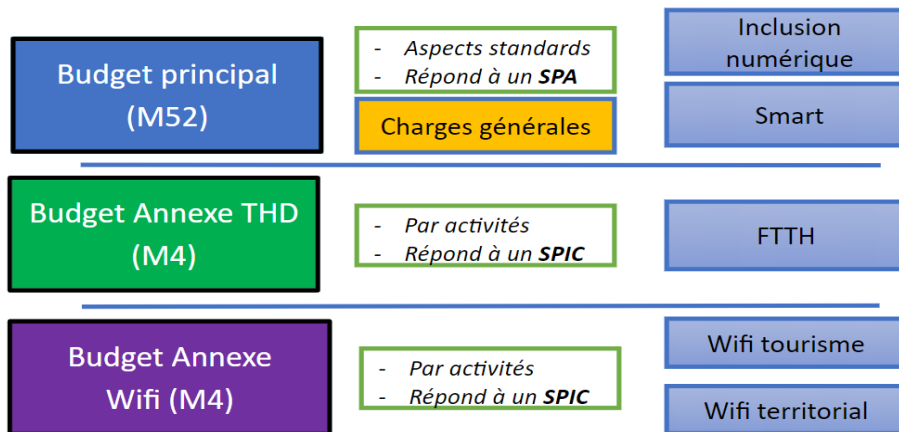 Budget principal
(M52)
- Aspects standards
- Répond à un SPA
Charges générales
Inclusion
numérique
Smart
Budget Annexe THD
(M4)
- Par activités
- Répond à un SPIC
FTTH
Budget Annexe
Wifi (M4)
- Par activités
- Répond à un SPIC
Wifi tourisme
Wifi territorial